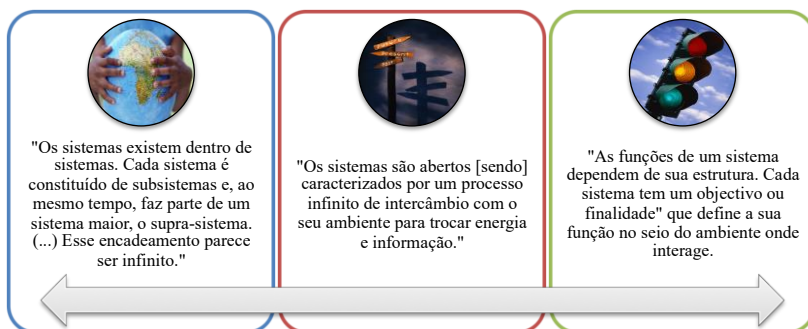 "Os sistemas existem dentro de
sistemas. Cada sistema é
constituído de subsistemas e, ao
mesmo tempo, faz parte de um
sistema maior, o supra-sistema.
(...) Esse encadeamento parece
ser infinito."
"Os sistemas são abertos [sendo]
caracterizados por um processo
infinito de intercâmbio com o
seu ambiente para trocar energia
e informação."
"As funções de um sistema
dependem de sua estrutura. Cada
sistema tem um objectivo ou
finalidade" que define a sua
função no seio do ambiente onde
interage.